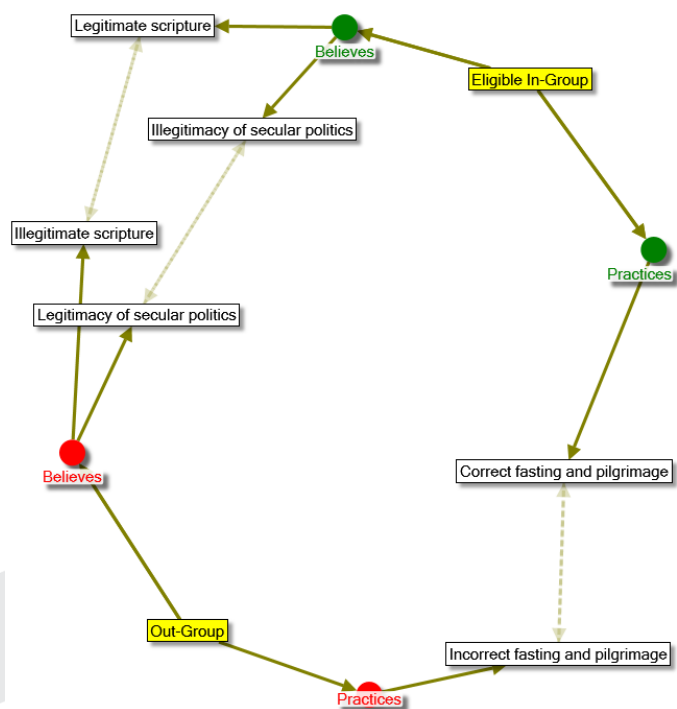 Legitimate scripture
Believes
Eligible In-Group
Illegitimacy of secular politics
Illegitimate scripture
Practices
Legitimacy of secular politics
Believes
Correct fasting and pilgrimage
Out-Group
Incorrect fasting and pilgrimage
Practices